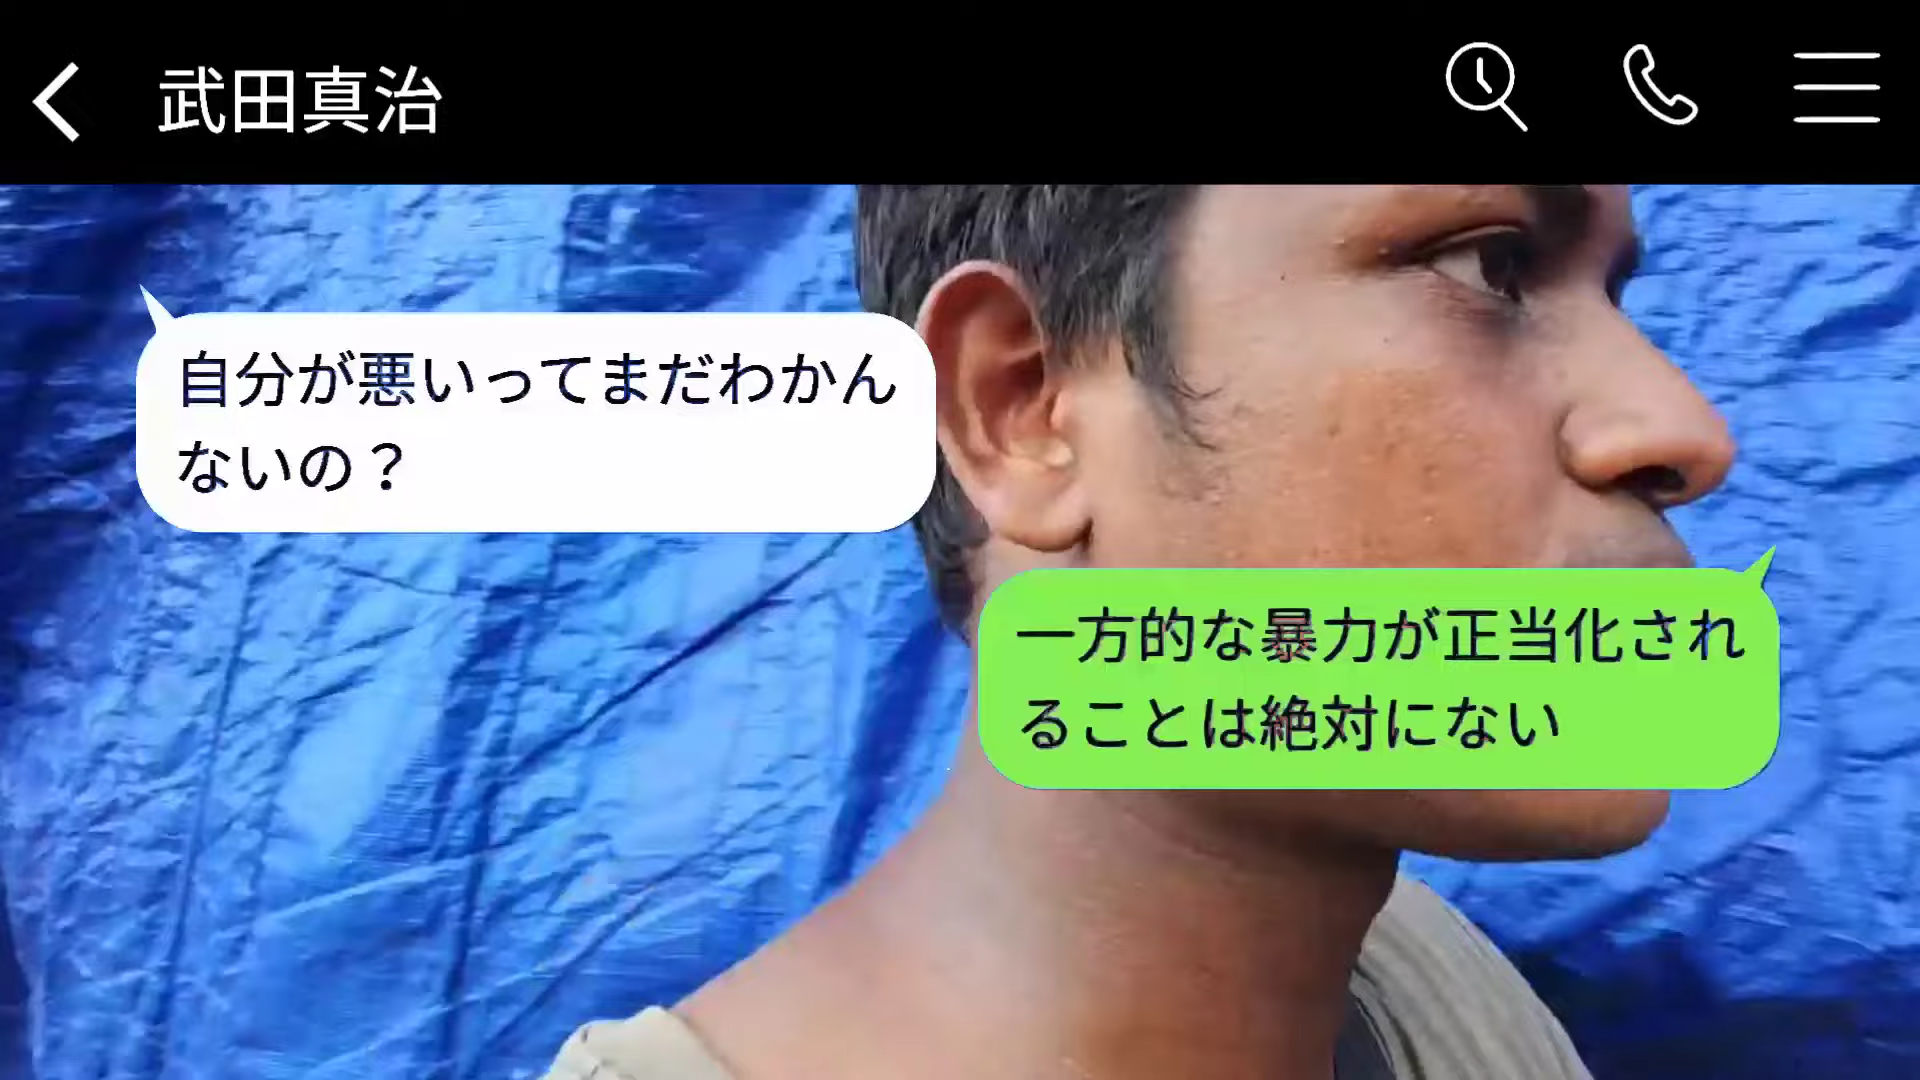 武田真治
自分が悪いってまだわかん
ないの？
一方的な暴力が正当化され
ることは絶対にない